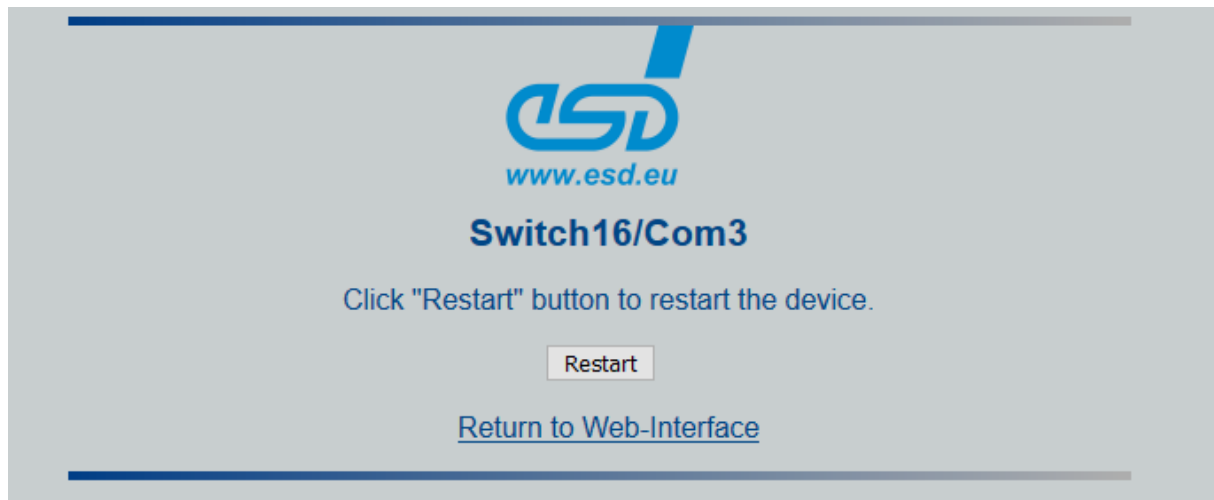 esd
www.esd.eu
Switch16/Com3
Click "Restart" button to restart the device.
Restart
Return to Web-Interface